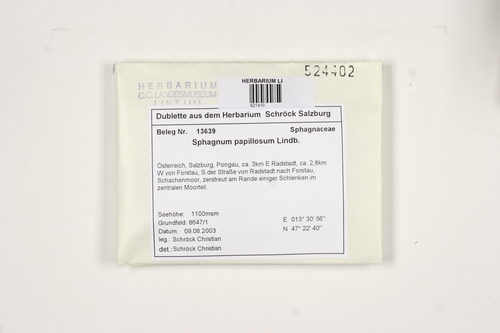 524402
HERBARIUM LI
HERBARIUM
O.Ö. LANDESMUSEUM
Dublette aus dem Herbarium Schröck Salzburg
Beleg Nr. 13639 Sphagnaceae
Sphagnum papillosum Lindb.
Österreich, Salzburg, Pongau, ca. 3km E Radstadt, ca. 2,8km
W von Forstau, S der Straße von Radstadt nach Forstau,
Schachenmoor, zerstreut am Rande einiger Schlenken im
zentralen Moorteil.
Seehöhe: 1100msm E 013° 30' 56"
Grundfeld: 8647/1 N 47° 22' 40"
Datum: 09.08.2003
leg.: Schröck Christian
det.: Schröck Christian